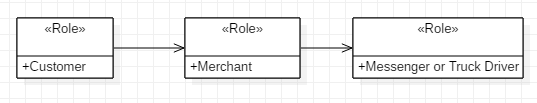 «Role»
+Customer
«Role»
+Merchant
«Role»
+Messenger or Truck Driver